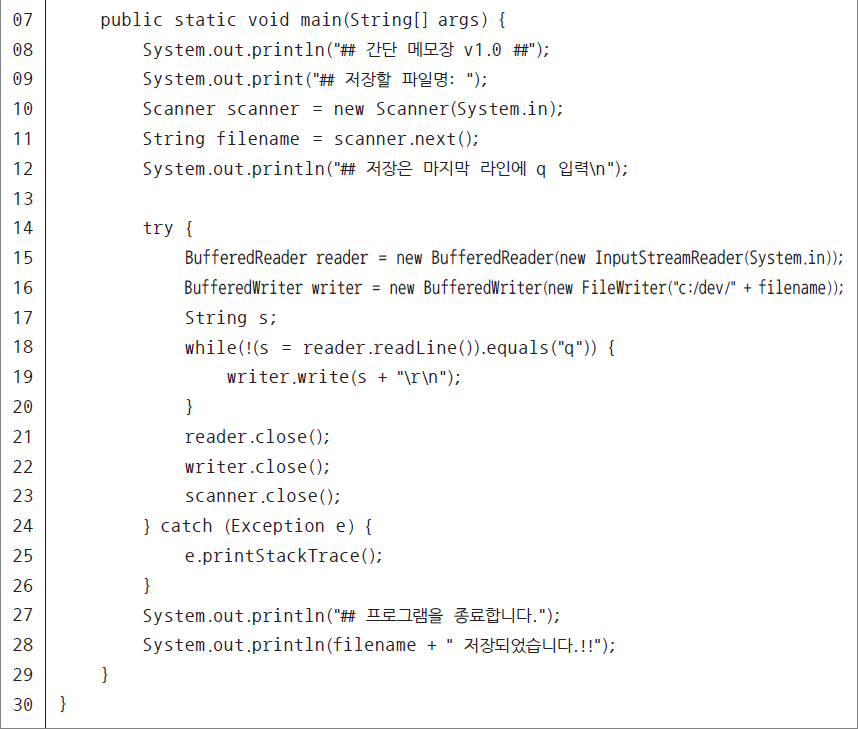 07 public static void main(String[] args) {
08 System.out.println("## 간단 메모장 v1.0 ##");
09 System.out.print("## 저장할 파일명: ");
10 Scanner scanner = new Scanner(System.in);
11 String filename = scanner.next();
12 System.out.println("## 저장은 마지막 라인에 q 입력\n");
13
14 try {
15 BufferedReader reader = new BufferedReader(new InputStreamReader(System.in));
16 BufferedWriter writer = new BufferedWriter(new FileWriter("c:/dev/" + filename));
17 String s;
18 while(!(s = reader.readLine()).equals("q")) {
19 writer.write(s + "\r\n");
20 }
21 reader.close();
22 writer.close();
23 scanner.close();
24 } catch (Exception e) {
25 e.printStackTrace();
26 }
27 System.out.println("## 프로그램을 종료합니다.");
28 System.out.println(filename + " 저장되었습니다.!!");
29 }
30 }